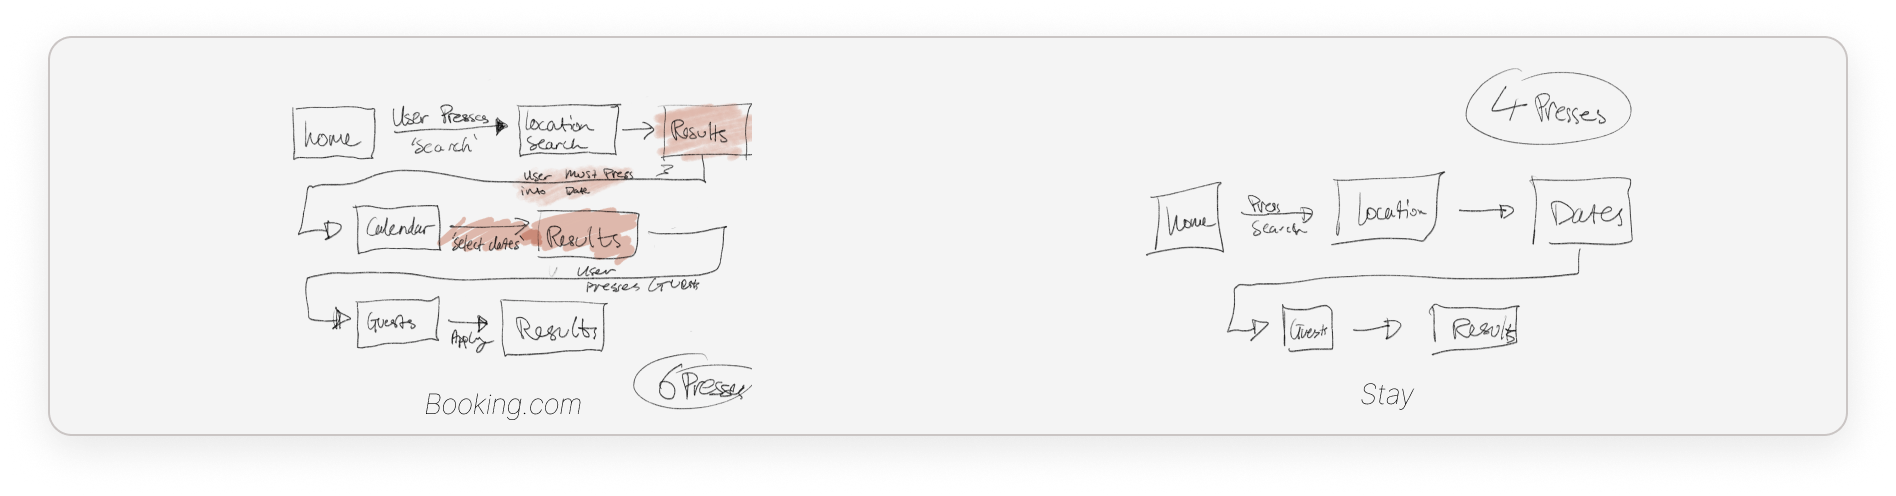 home
User Presses
'Search'
Location
Search
Results
User Must Press
into Date
Calendar
'select dates'
Results
User
presses Guests
Guests
Apply
Results
6 Presses
Booking.com
4 Presses
home
Press
Search
Location
Dates
Guests
Results
Stay